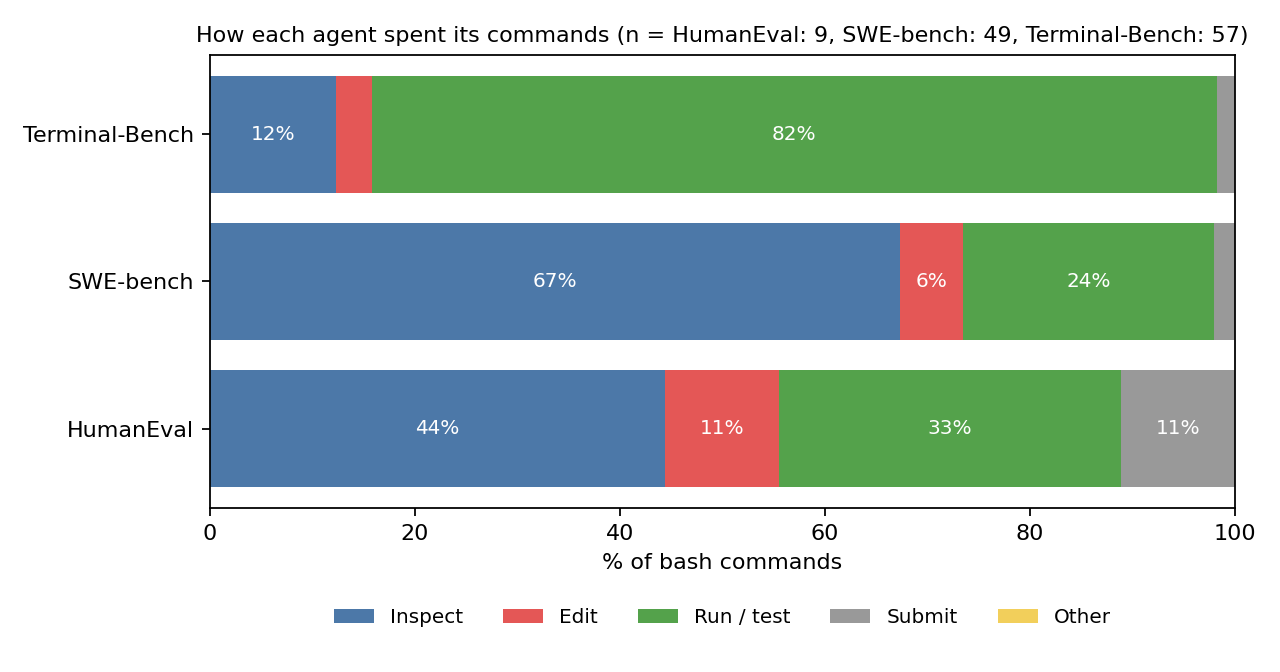 How each agent spent its commands (n = HumanEval: 9, SWE-bench: 49, Terminal-Bench: 57)
Terminal-Bench
12%
82%
SWE-bench
67%
6%
24%
HumanEval
44%
11%
33%
11%
0
20
40
60
80
100
% of bash commands
Inspect
Edit
Run / test
Submit
Other